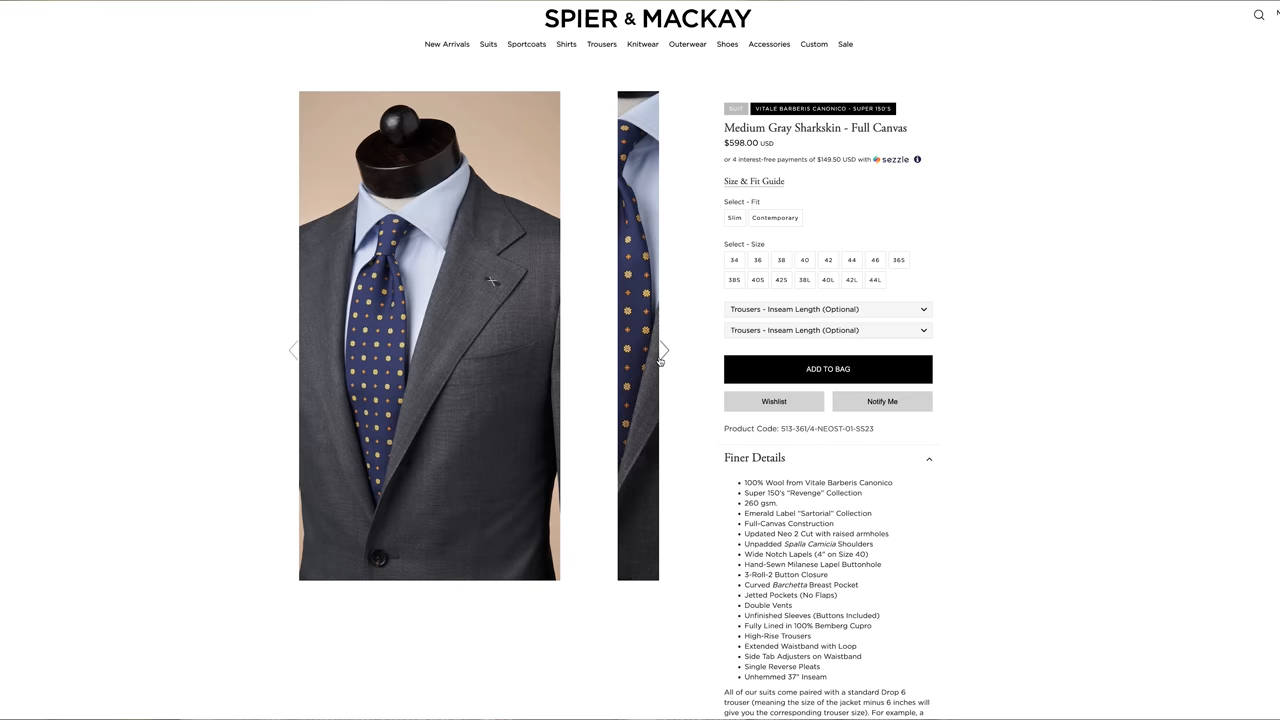 SPIER & MACKAY
New Arrivals Suits Sportcoats Shirts Trousers Knitwear Outerwear Shoes Accessories Custom Sale
SUIT VITALE BARBERIS CANONICO - SUPER 150'S
Medium Gray Sharkskin - Full Canvas
$598.00 USD
or 4 interest-free payments of $149.50 USD with sezzle
Size & Fit Guide
Select - Fit
Slim Contemporary
Select - Size
34 36 38 40 42 44 46 36S
38S 40S 42S 38L 40L 42L 44L
Trousers - Inseam Length (Optional)
Trousers - Inseam Length (Optional)
ADD TO BAG
Wishlist Notify Me
Product Code: 513-361/4-NEOST-01-SS23
Finer Details
• 100% Wool from Vitale Barberis Canonico
• Super 150's "Revenge" Collection
• 260 gsm.
• Emerald Label "Sartorial" Collection
• Full-Canvas Construction
• Updated Neo 2 Cut with raised armholes
• Unpadded Spalla Camicia Shoulders
• Wide Notch Lapels (4" on Size 40)
• Hand-Sewn Milanese Lapel Buttonhole
• 3-Roll-2 Button Closure
• Curved Barchetta Breast Pocket
• Jetted Pockets (No Flaps)
• Double Vents
• Unfinished Sleeves (Buttons Included)
• Fully Lined in 100% Bemberg Cupro
• High-Rise Trousers
• Extended Waistband with Loop
• Side Tab Adjusters on Waistband
• Single Reverse Pleats
• Unhemmed 37" Inseam
All of our suits come paired with a standard Drop 6
trouser (meaning the size of the jacket minus 6 inches will
give you the corresponding trouser size). For example, a